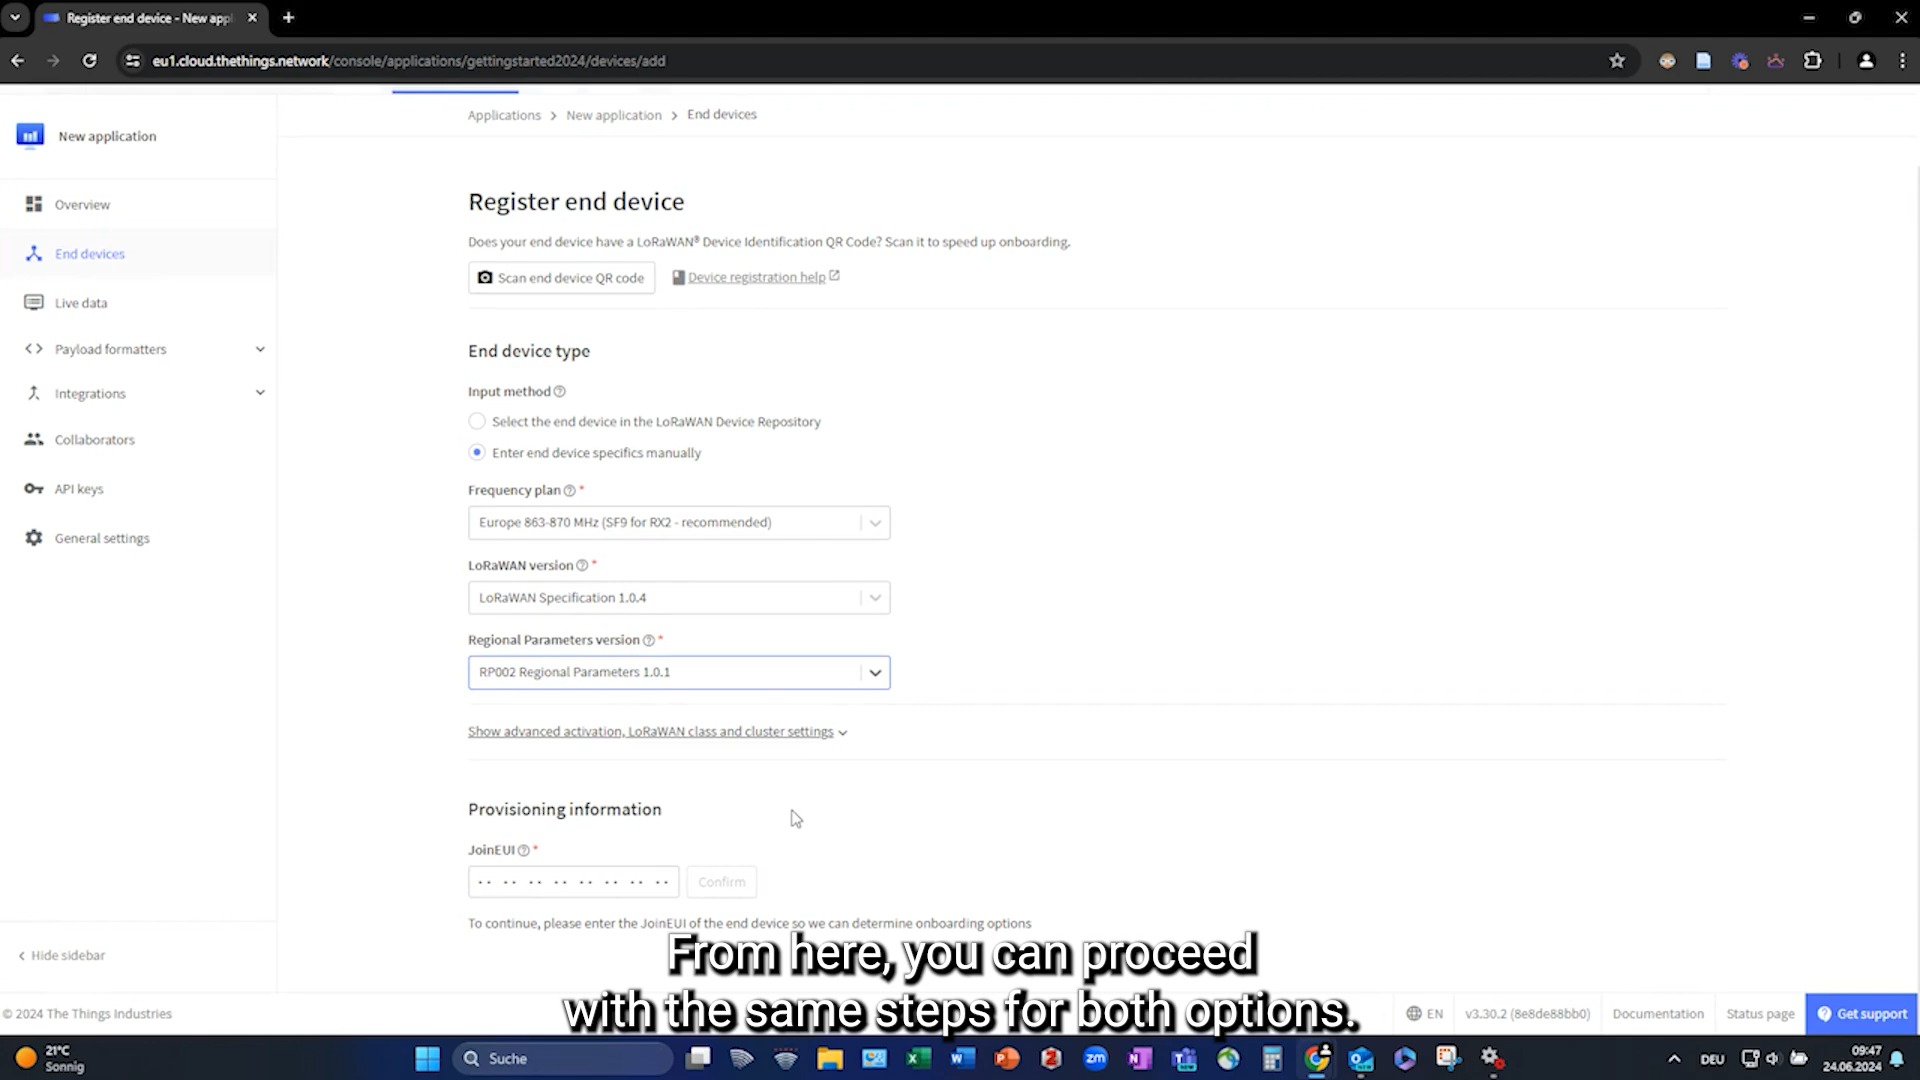 Register end device - New appl
eu1.cloud.thethings.network/console/applications/gettingstarted2024/devices/add
New application
Applications > New application > End devices
Overview
End devices
Live data
Payload formatters
Integrations
Collaborators
API keys
General settings
Hide sidebar
Register end device
Does your end device have a LoRaWAN® Device Identification QR Code? Scan it to speed up onboarding.
Scan end device QR code
Device registration help
End device type
Input method
Select the end device in the LoRaWAN Device Repository
Enter end device specifics manually
Frequency plan *
Europe 863-870 MHz (SF9 for RX2 - recommended)
LoRaWAN version *
LoRaWAN Specification 1.0.4
Regional Parameters version *
RP002 Regional Parameters 1.0.1
Show advanced activation, LoRaWAN class and cluster settings
Provisioning information
JoinEUI *
Confirm
To continue, please enter the JoinEUI of the end device so we can determine onboarding options
From here, you can proceed
with the same steps for both options.
© 2024 The Things Industries
EN
v3.30.2 (8e8de88bb0)
Documentation
Status page
Get support
21°C
Sonnig
Suche
DEU
09:47
24.06.2024